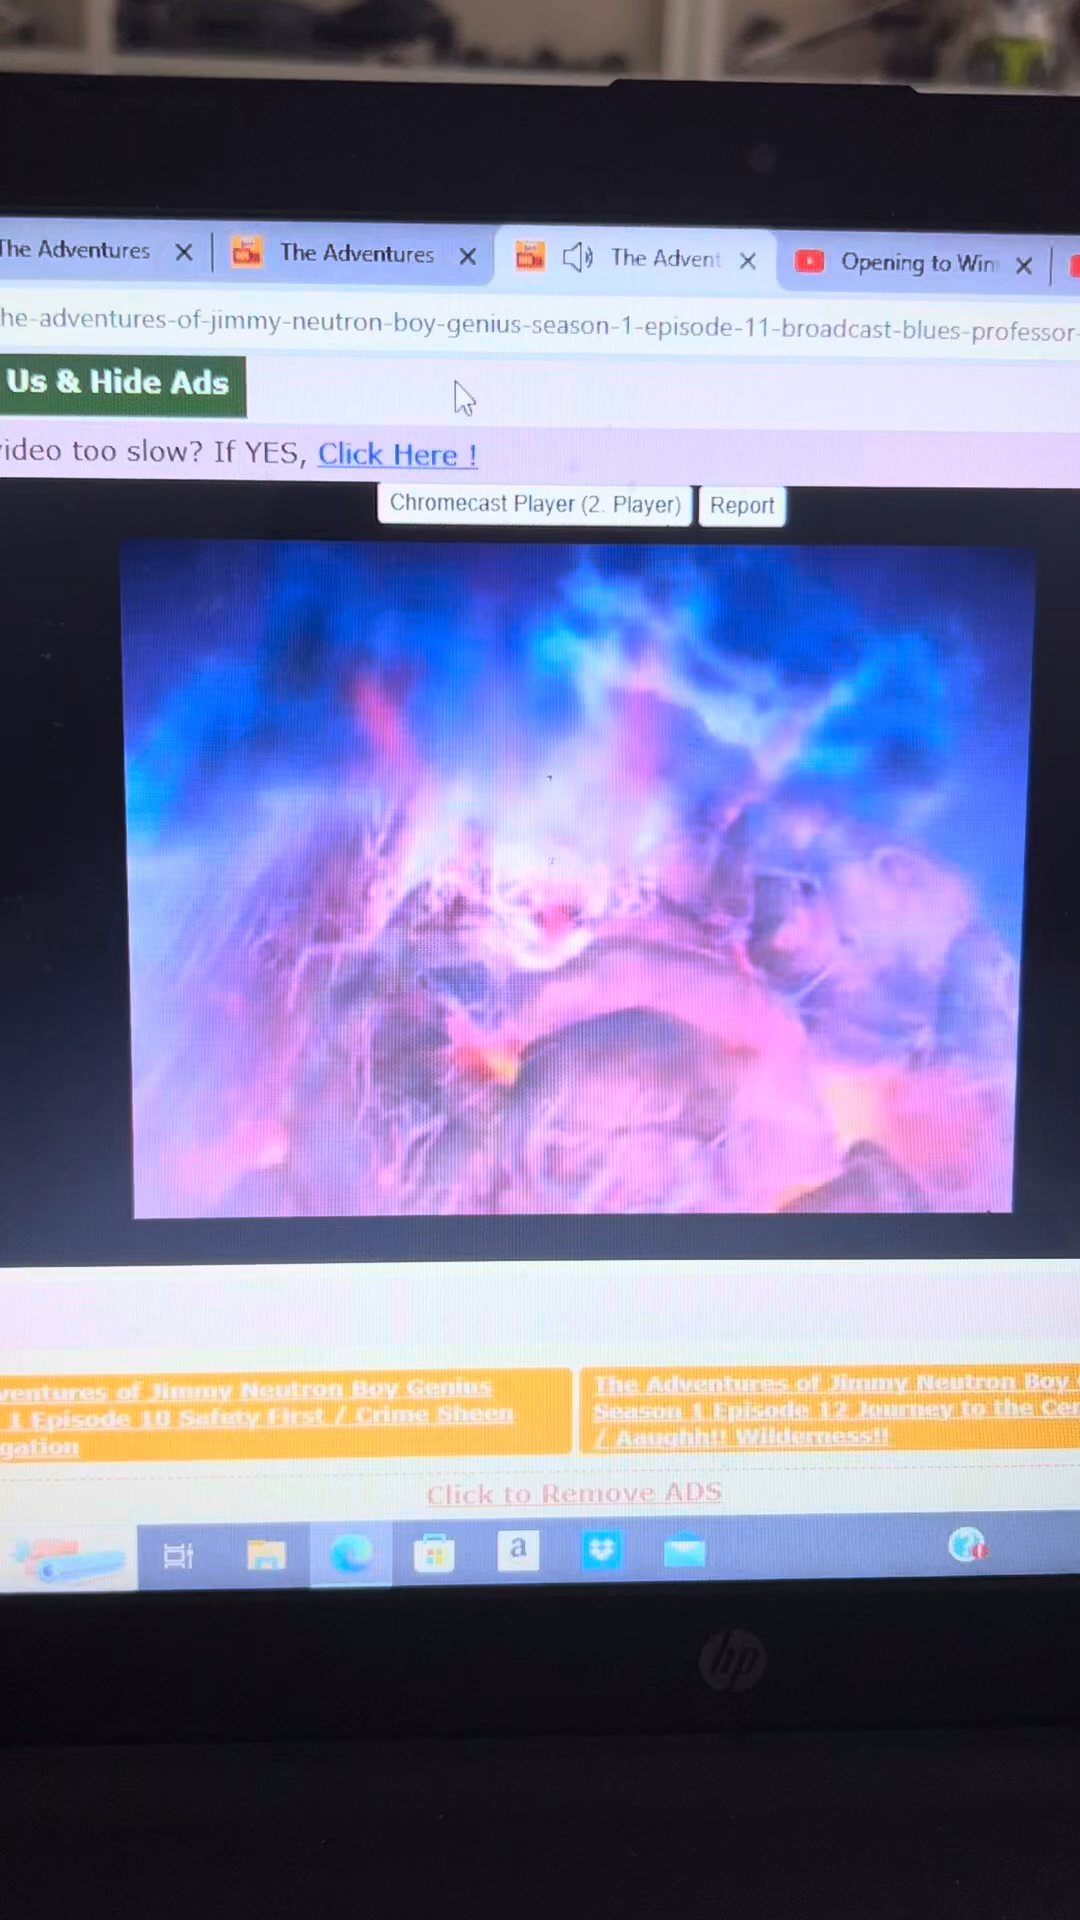 The Adventures
The Adventures
The Advent
Opening to Win
he-adventures-of-jimmy-neutron-boy-genius-season-1-episode-11-broadcast-blues-professor-
Us & Hide Ads
ideo too slow? If YES, Click Here !
Chromecast Player (2. Player)
Report
ventures of Jimmy Neutron Boy Genius
1 Episode 10 Safety First / Crime Sheen
gation
The Adventures of Jimmy Neutron Boy
Season 1 Episode 12 Journey to the Cen
/ Aaughh!! Wilderness!!
Click to Remove ADS
a
hp